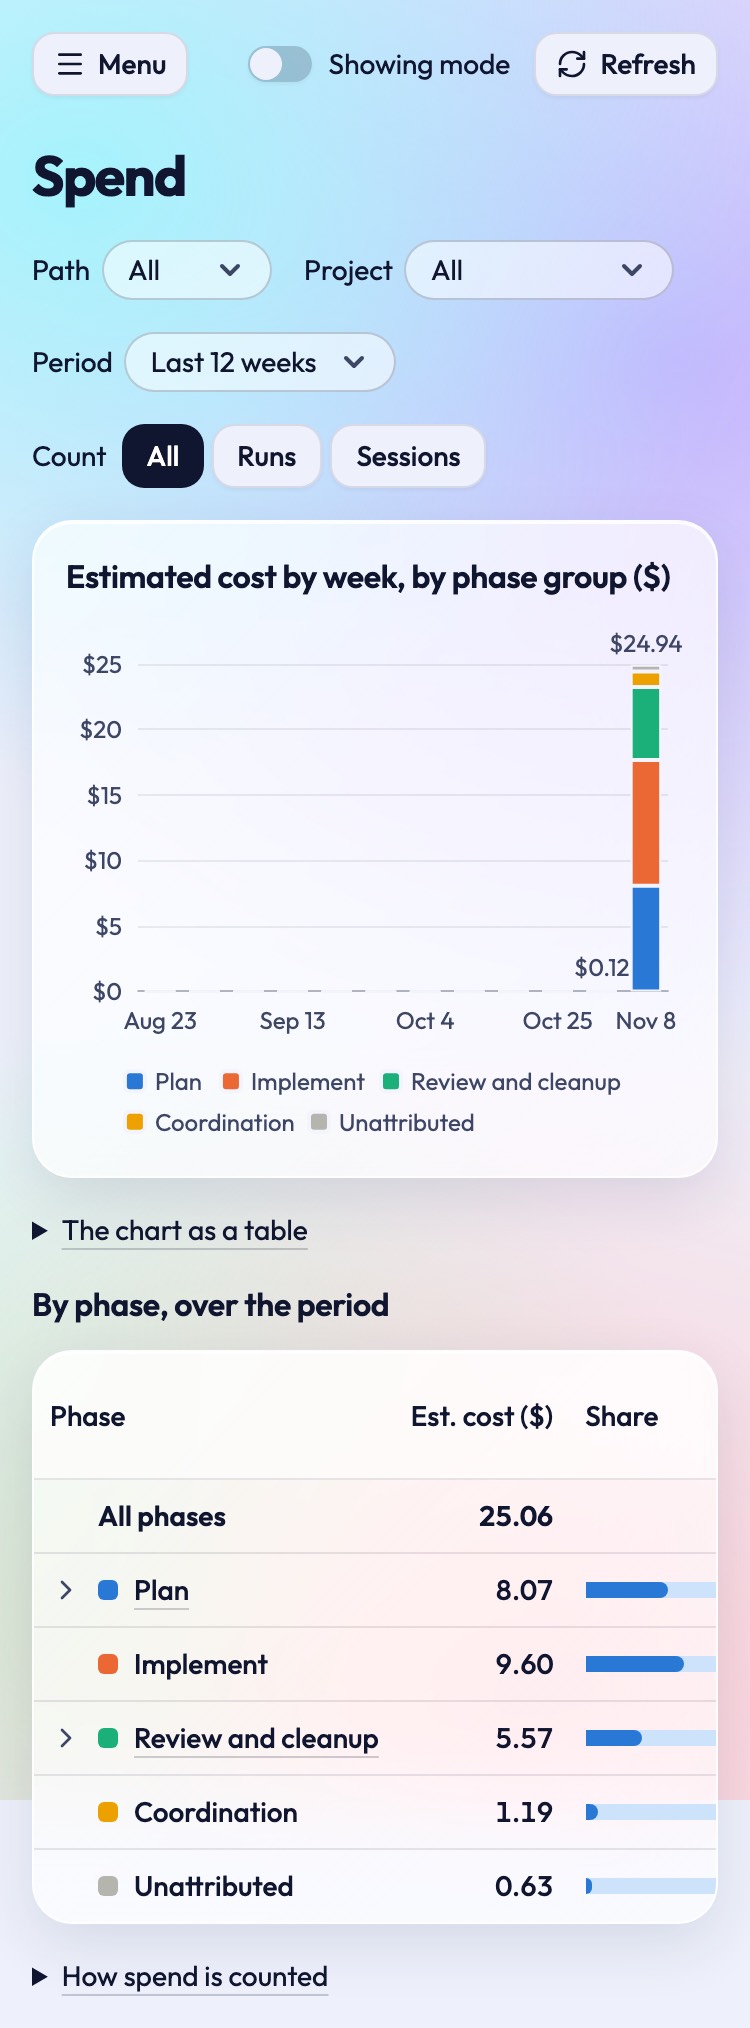 Menu
Showing mode
Refresh
Spend
Path All Project All
Period Last 12 weeks
Count All Runs Sessions
Estimated cost by week, by phase group ($)
$24.94
$25
$20
$15
$10
$5
$0.12
$0
Aug 23 Sep 13 Oct 4 Oct 25 Nov 8
Plan Implement Review and cleanup
Coordination Unattributed
The chart as a table
By phase, over the period
Phase Est. cost ($) Share
All phases 25.06
Plan 8.07
Implement 9.60
Review and cleanup 5.57
Coordination 1.19
Unattributed 0.63
How spend is counted